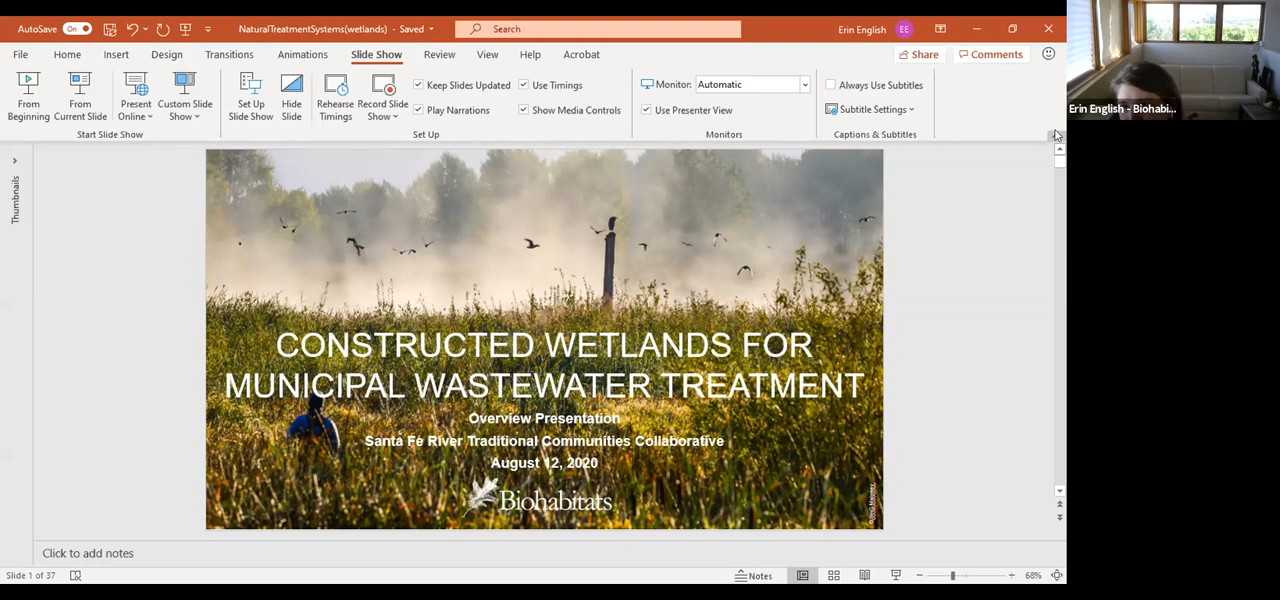 AutoSave On
NaturalTreatmentSystems(wetlands) - Saved
Search
Erin English
EE
File Home Insert Design Transitions Animations Slide Show Review View Help Acrobat
Share Comments
From Beginning
From Current Slide
Present Online
Custom Slide Show
Start Slide Show
Set Up Slide Show
Hide Slide
Rehearse Timings
Record Slide Show
Keep Slides Updated
Play Narrations
Use Timings
Show Media Controls
Set Up
Monitor: Automatic
Use Presenter View
Monitors
Always Use Subtitles
Subtitle Settings
Captions & Subtitles
Erin English - Biohabi...
Thumbnails
CONSTRUCTED WETLANDS FOR
MUNICIPAL WASTEWATER TREATMENT
Overview Presentation
Santa Fe River Traditional Communities Collaborative
August 12, 2020
Biohabitats
Click to add notes
Slide 1 of 37
Notes
68%